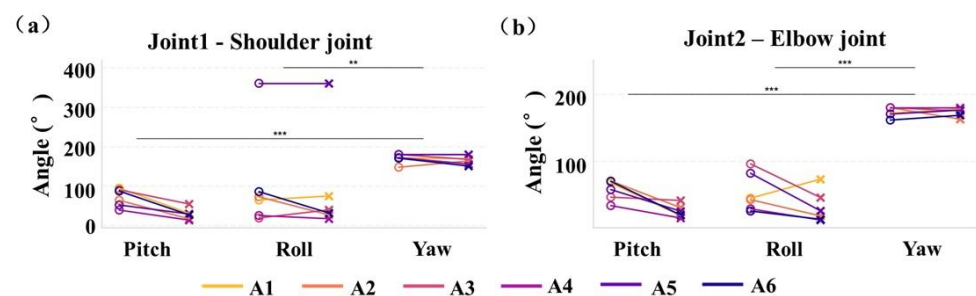 （a）
Joint1 - Shoulder joint
Angle (°)
400
300
200
100
0
**
***
Pitch Roll Yaw
（b）
Joint2 – Elbow joint
Angle (°)
200
100
***
***
Pitch Roll Yaw
A1 A2 A3 A4 A5 A6